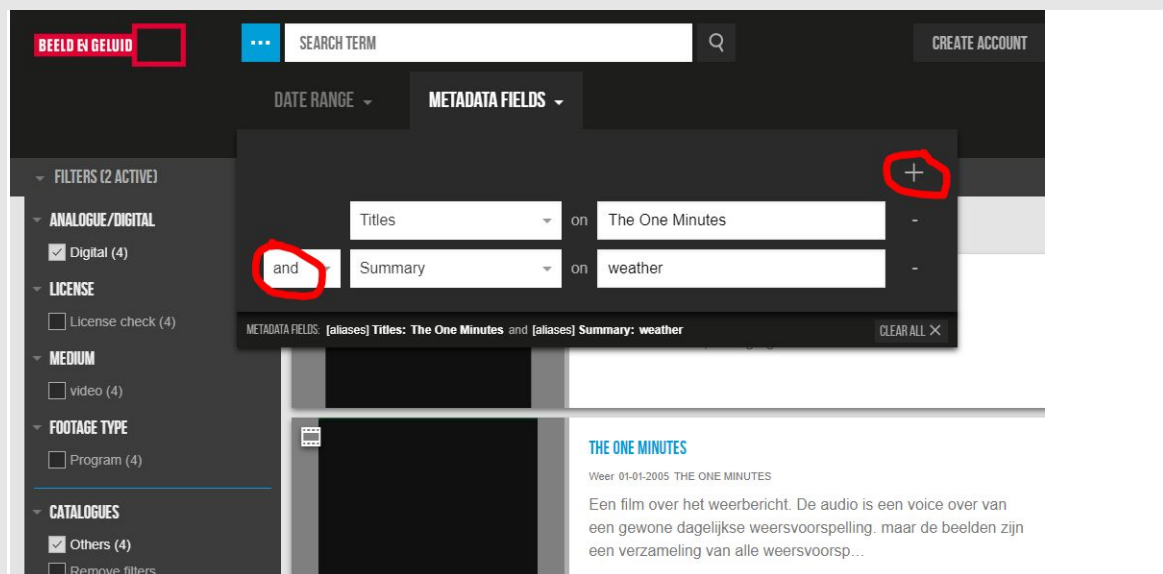 BEELD EN GELUID
... SEARCH TERM
CREATE ACCOUNT
DATE RANGE
METADATA FIELDS
FILTERS (2 ACTIVE)
+
ANALOGUE/DIGITAL
Digital (4)
LICENSE
License check (4)
MEDIUM
video (4)
FOOTAGE TYPE
Program (4)
CATALOGUES
Others (4)
Remove filters
Titles on The One Minutes -
and Summary on weather -
METADATA FIELDS: [aliases] Titles: The One Minutes and [aliases] Summary: weather
CLEAR ALL ×
THE ONE MINUTES
Weer 01-01-2005 THE ONE MINUTES
Een film over het weerbericht. De audio is een voice over van
een gewone dagelijkse weersvoorspelling. maar de beelden zijn
een verzameling van alle weersvoorsp...